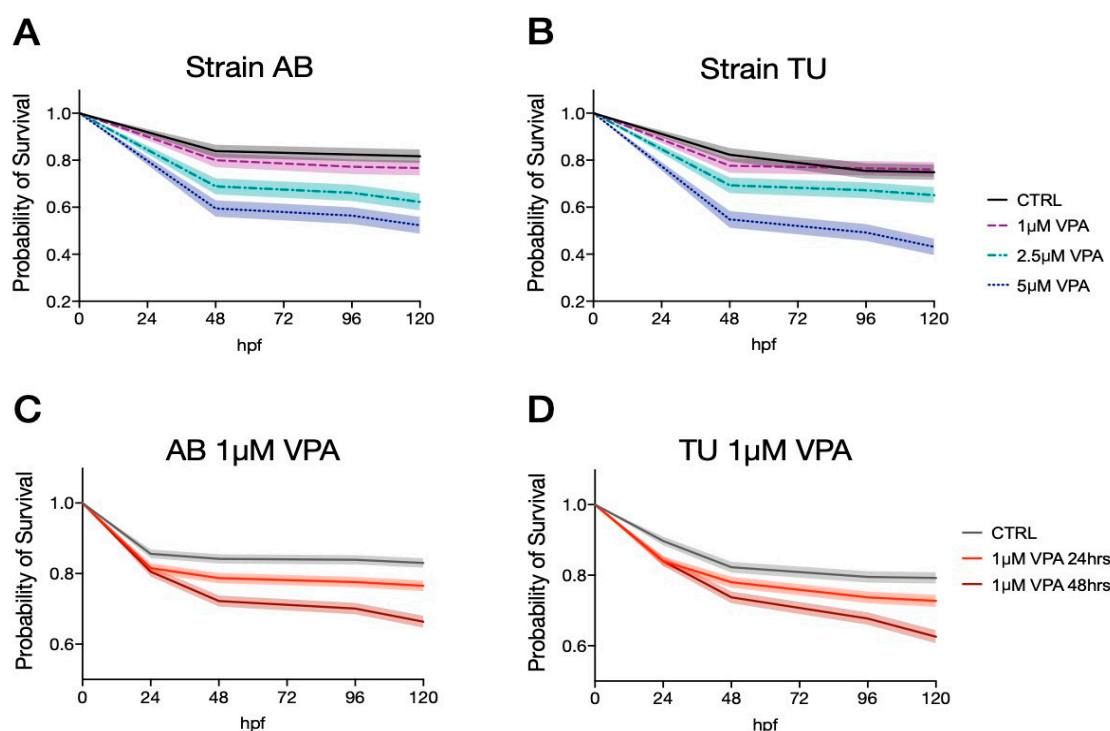 A
Strain AB
Probability of Survival
1.0
0.8
0.6
0.4
0.2
0 24 48 72 96 120
hpf
B
Strain TU
Probability of Survival
1.0
0.8
0.6
0.4
0.2
0 24 48 72 96 120
hpf
CTRL
1µM VPA
2.5µM VPA
5µM VPA
C
AB 1µM VPA
Probability of Survival
1.0
0.8
0.6
0 24 48 72 96 120
hpf
D
TU 1µM VPA
Probability of Survival
1.0
0.8
0.6
0 24 48 72 96 120
hpf
CTRL
1µM VPA 24hrs
1µM VPA 48hrs